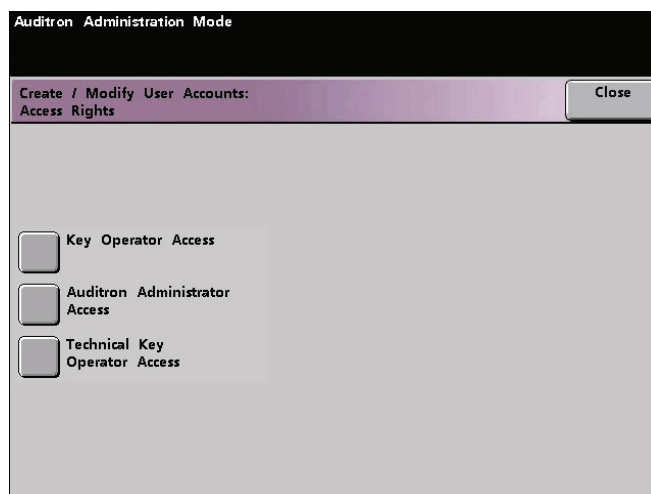 Auditron Administration Mode
Create / Modify User Accounts:
Access Rights
Close
Key Operator Access
Auditron Administrator
Access
Technical Key
Operator Access